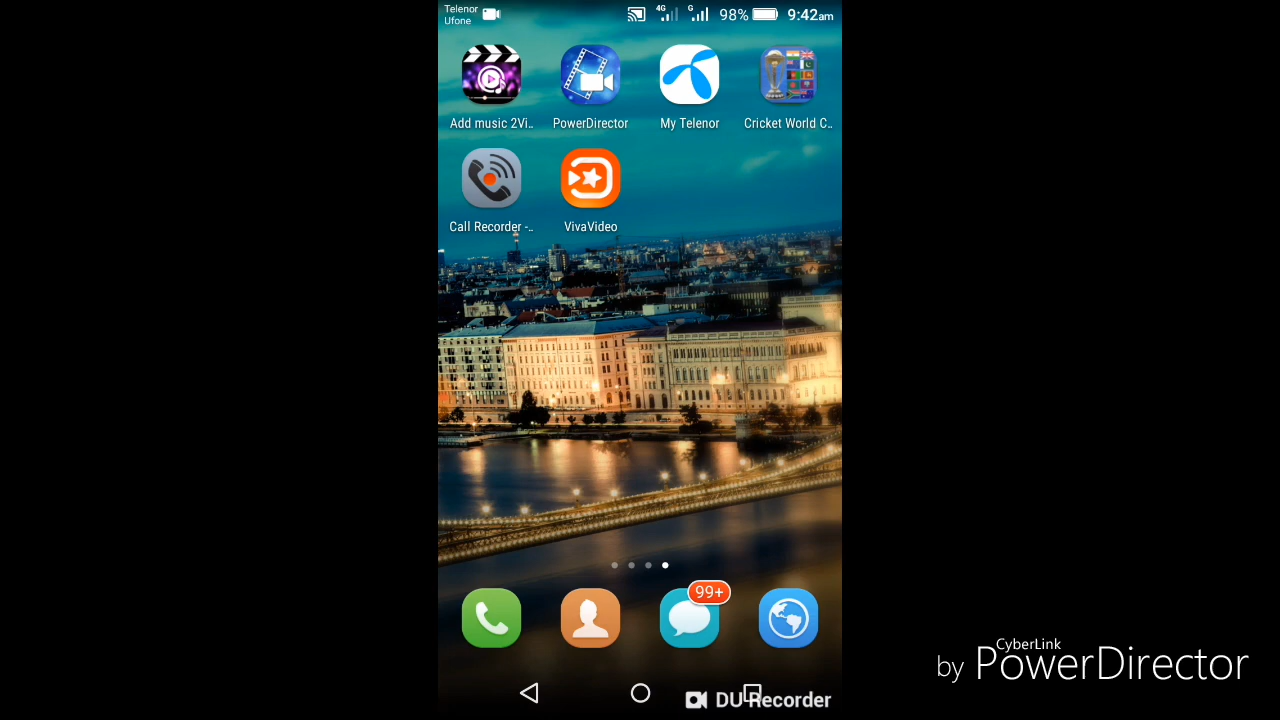 Telenor
Ufone
4G
G
98%
9:42am
Add music 2Vi..
PowerDirector
My Telenor
Cricket World C..
Call Recorder -..
VivaVideo
99+
DU Recorder
CyberLink
by PowerDirector